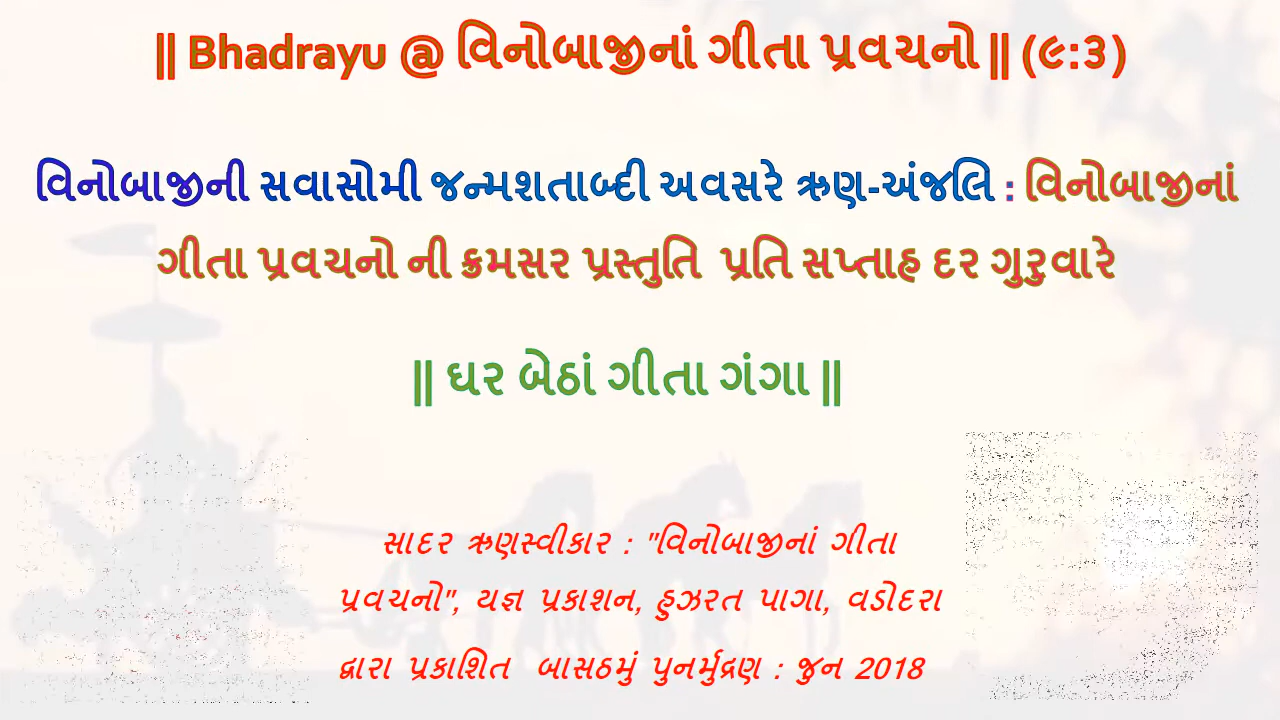 || Bhadrayu @ વિનોબાજીનાં ગીતા પ્રવચનો || (૯:૩)
વિનોબાજીની સવાસોમી જન્મશતાબ્દી અવસરે ઋણ-અંજલિ : વિનોબાજીનાં
ગીતા પ્રવચનો ની ક્રમસર પ્રસ્તુતિ પ્રતિ સપ્તાહ દર ગુરુવારે
|| ઘર બેઠાં ગીતા ગંગા ||
સાદર ઋણસ્વીકાર : "વિનોબાજીનાં ગીતા
પ્રવચનો", યજ્ઞ પ્રકાશન, હુઝરત પાગા, વડોદરા
દ્વારા પ્રકાશિત બાસઠમું પુનર્મુદ્રણ : જુન 2018